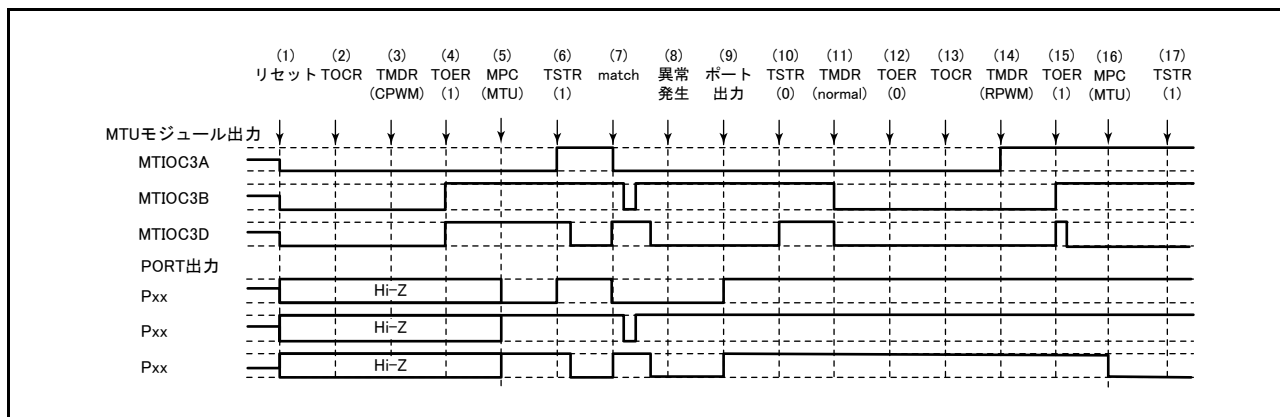 (1) (2) (3) (4) (5) (6) (7) (8) (9) (10) (11) (12) (13) (14) (15) (16) (17)
リセット TOCR TMDR TOER MPC TSTR match 異常 ポート TSTR TMDR TOER TOCR TMDR TOER MPC TSTR
(CPWM) (1) (MTU) (1) 発生 出力 (0) (normal) (0) (RPWM) (1) (MTU) (1)
MTUモジュール出力
MTIOC3A
MTIOC3B
MTIOC3D
PORT出力
Pxx Hi-Z
Pxx Hi-Z
Pxx Hi-Z